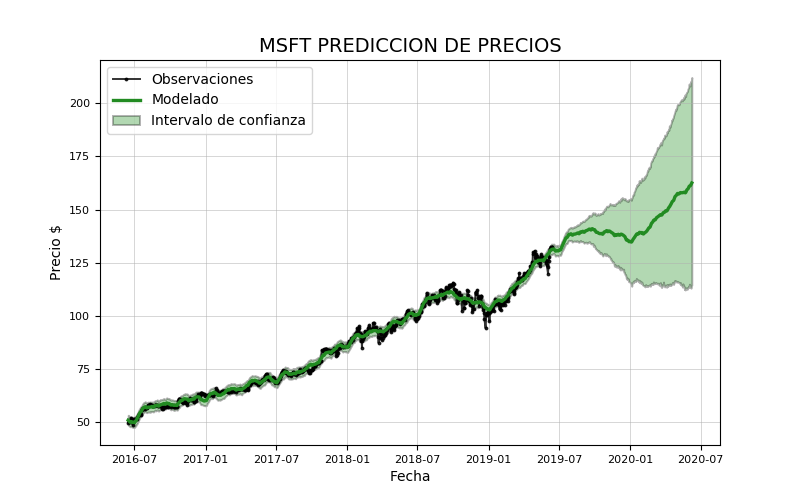 MSFT PREDICCION DE PRECIOS
Observaciones
Modelado
Intervalo de confianza
Precio $
200
175
150
125
100
75
50
2016-07 2017-01 2017-07 2018-01 2018-07 2019-01 2019-07 2020-01 2020-07
Fecha